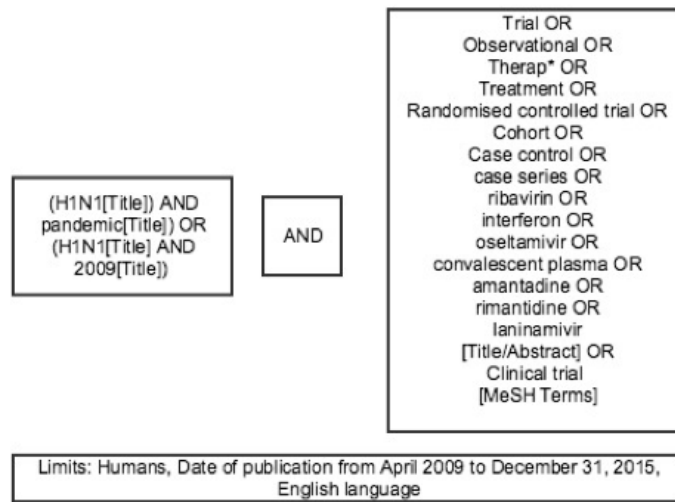 (H1N1[Title]) AND
pandemic[Title]) OR
(H1N1[Title] AND
2009[Title])
AND
Trial OR
Observational OR
Therap* OR
Treatment OR
Randomised controlled trial OR
Cohort OR
Case control OR
case series OR
ribavirin OR
interferon OR
oseltamivir OR
convalescent plasma OR
amantadine OR
rimantidine OR
laninamivir
[Title/Abstract] OR
Clinical trial
[MeSH Terms]
Limits: Humans, Date of publication from April 2009 to December 31, 2015,
English language